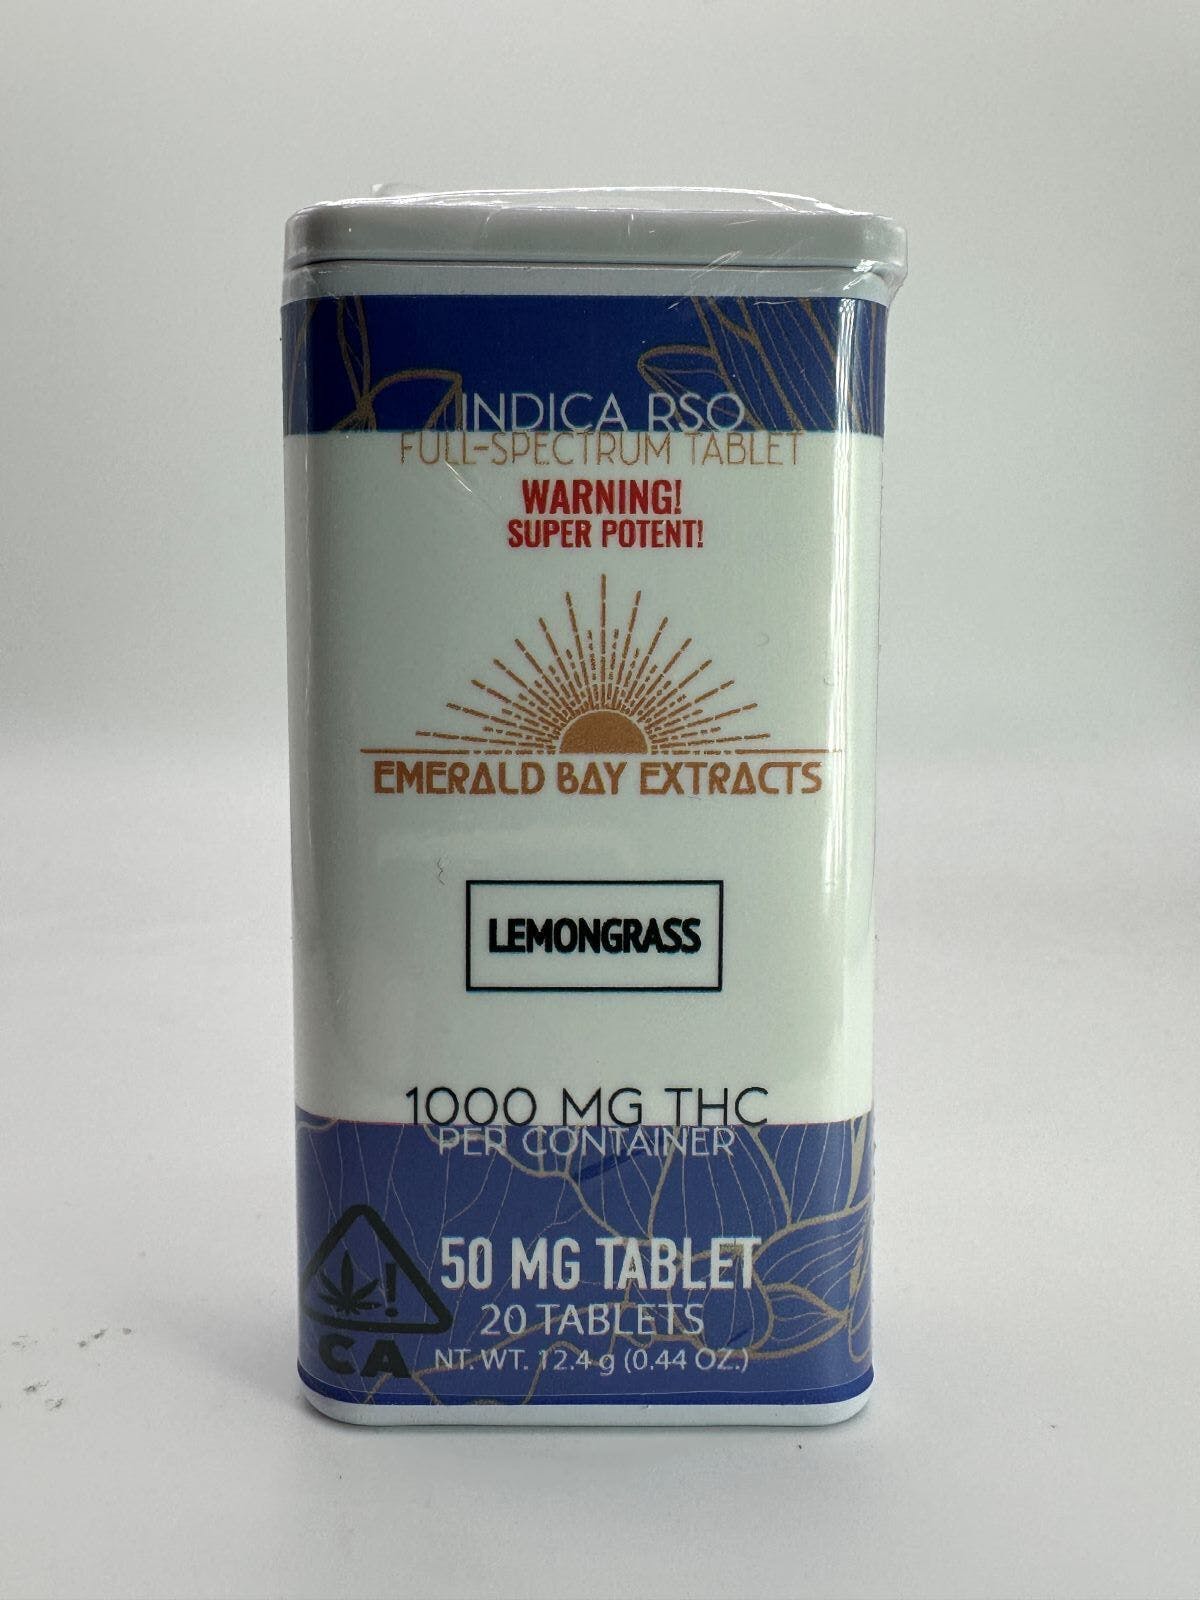 INDICA RSO
FULL-SPECTRUM TABLET
WARNING!
SUPER POTENT!
EMERALD BAY EXTRACTS
LEMONGRASS
1000 MG THC
PER CONTAINER
!
CA
50 MG TABLET
20 TABLETS
NT. WT. 12.4 g (0.44 OZ.)